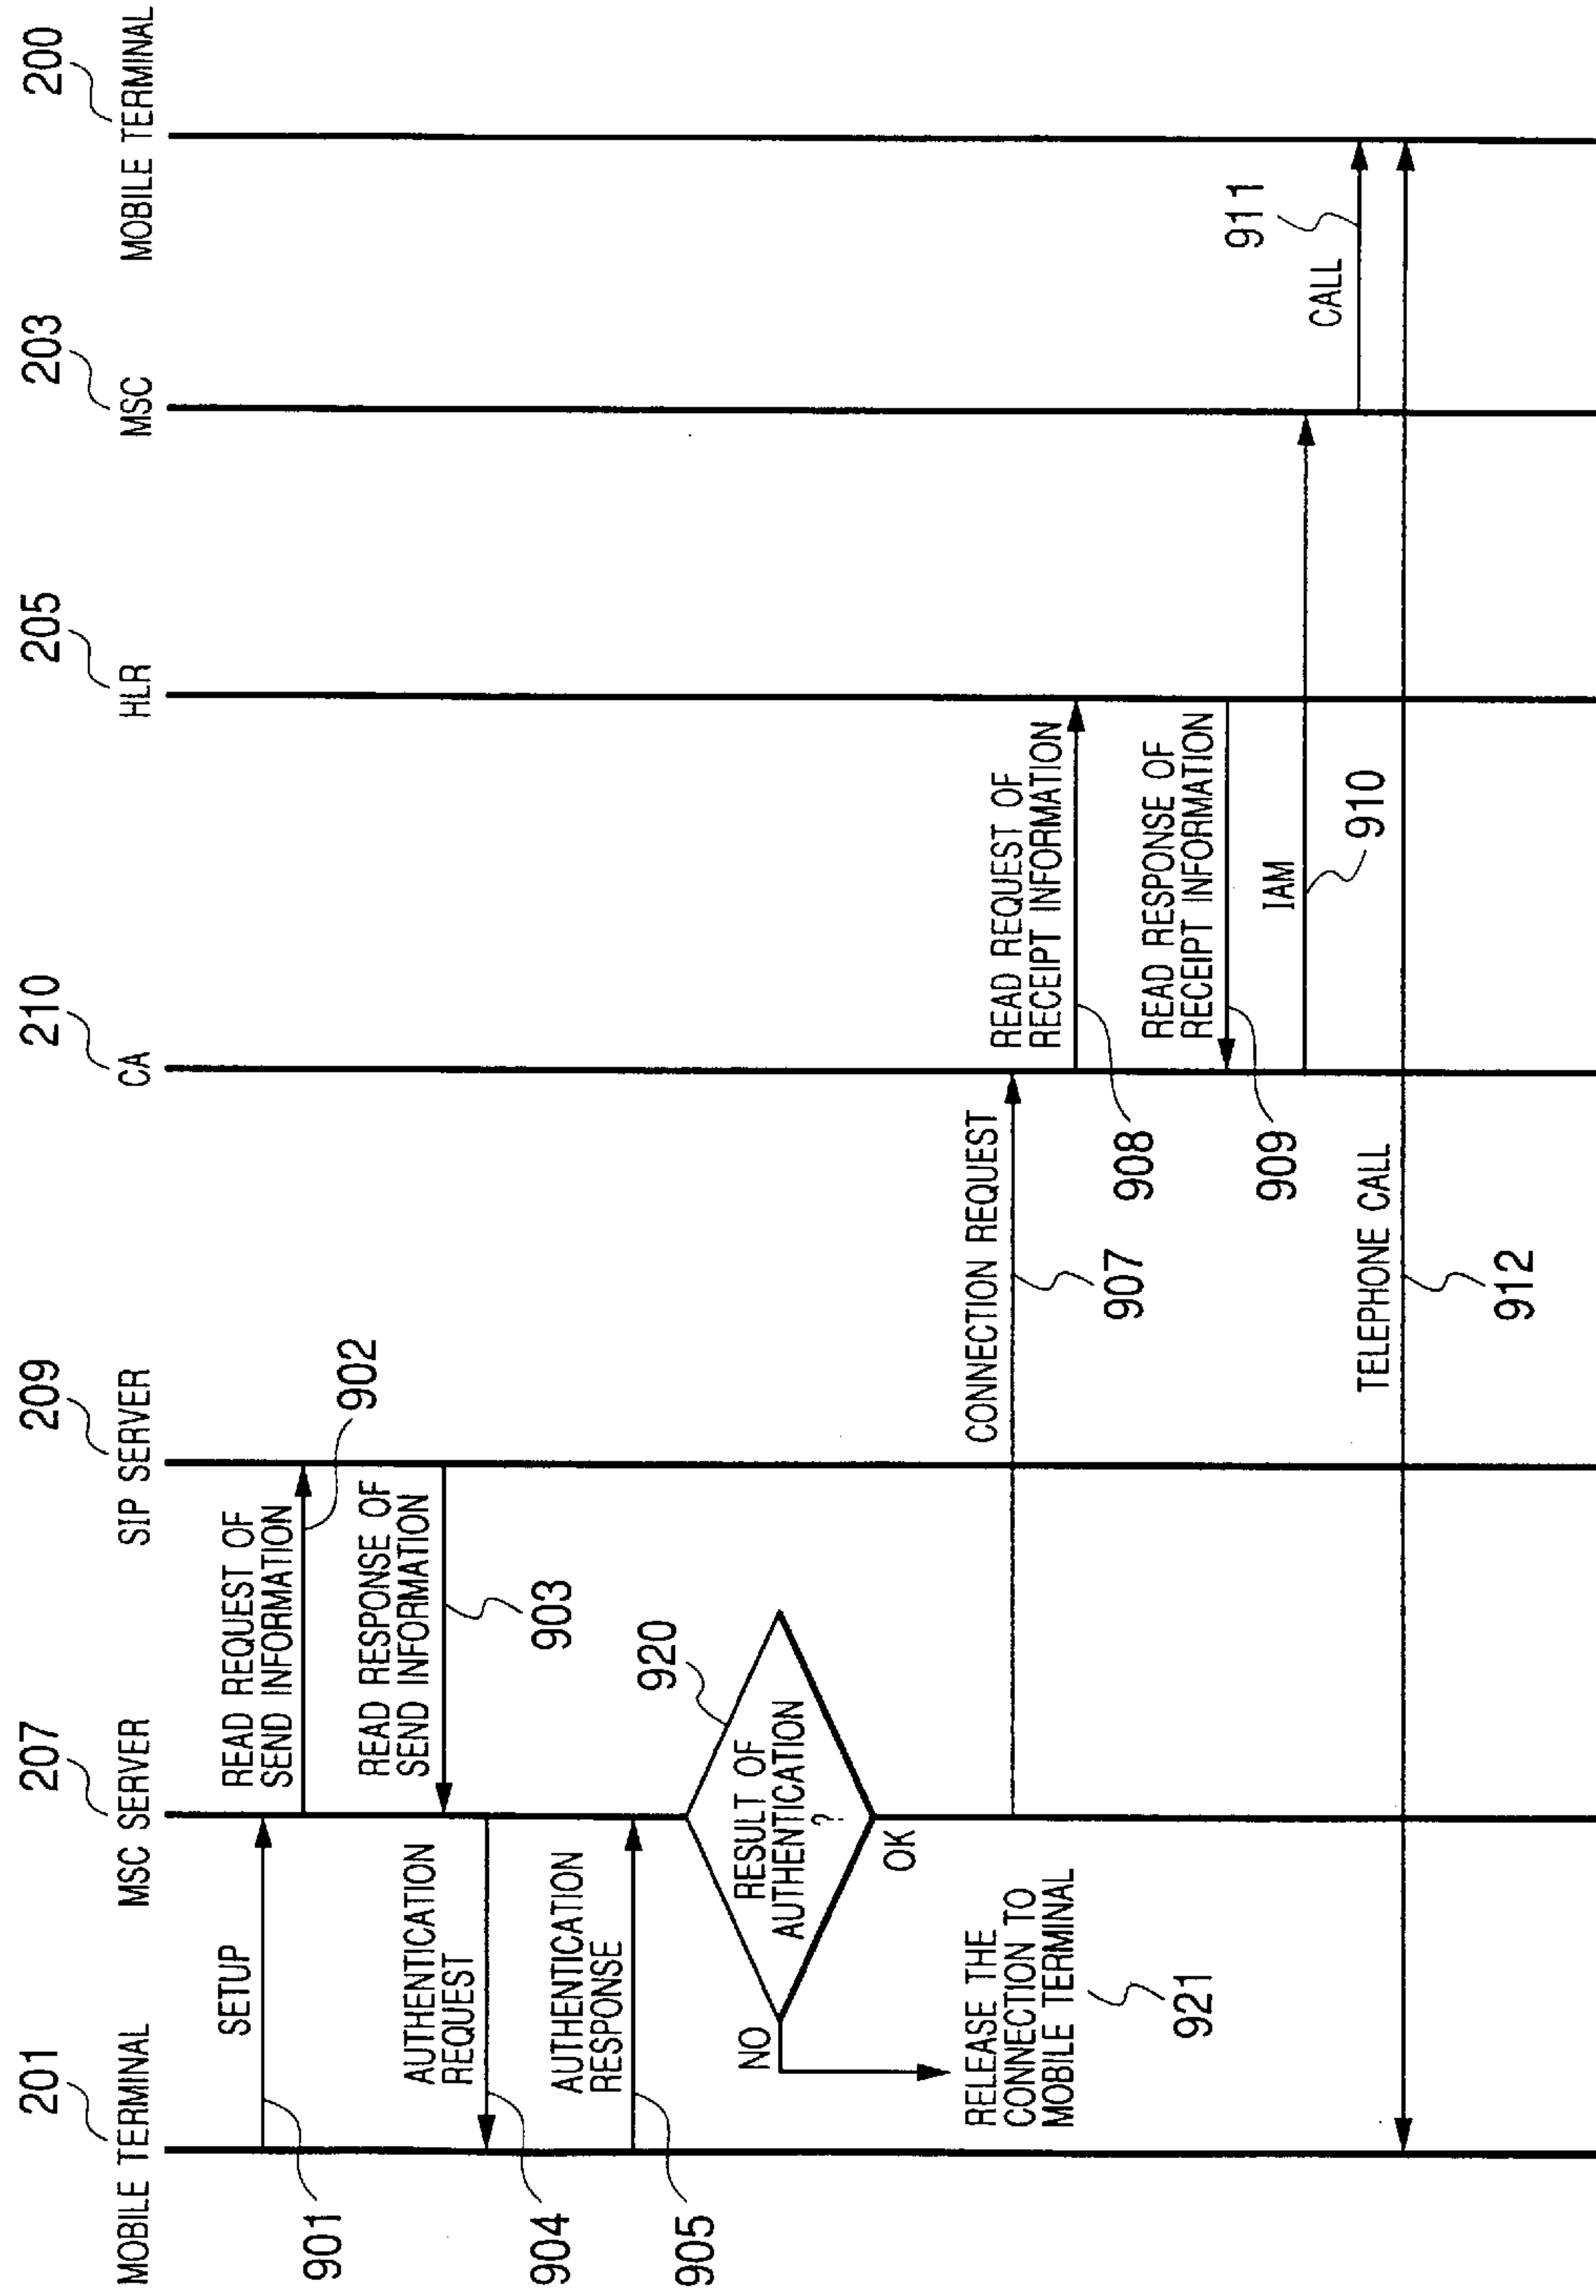 201
MOBILE TERMINAL
207
MSC SERVER
209
SIP SERVER
210
CA
205
HLR
203
MSC
200
MOBILE TERMINAL
SETUP
901
READ REQUEST OF
SEND INFORMATION
902
READ RESPONSE OF
SEND INFORMATION
903
AUTHENTICATION
REQUEST
904
AUTHENTICATION
RESPONSE
905
RESULT OF
AUTHENTICATION
?
920
NO
OK
RELEASE THE
CONNECTION TO
MOBILE TERMINAL
921
CONNECTION REQUEST
907
READ REQUEST OF
RECEIPT INFORMATION
908
READ RESPONSE OF
RECEIPT INFORMATION
909
IAM
910
CALL
911
TELEPHONE CALL
912